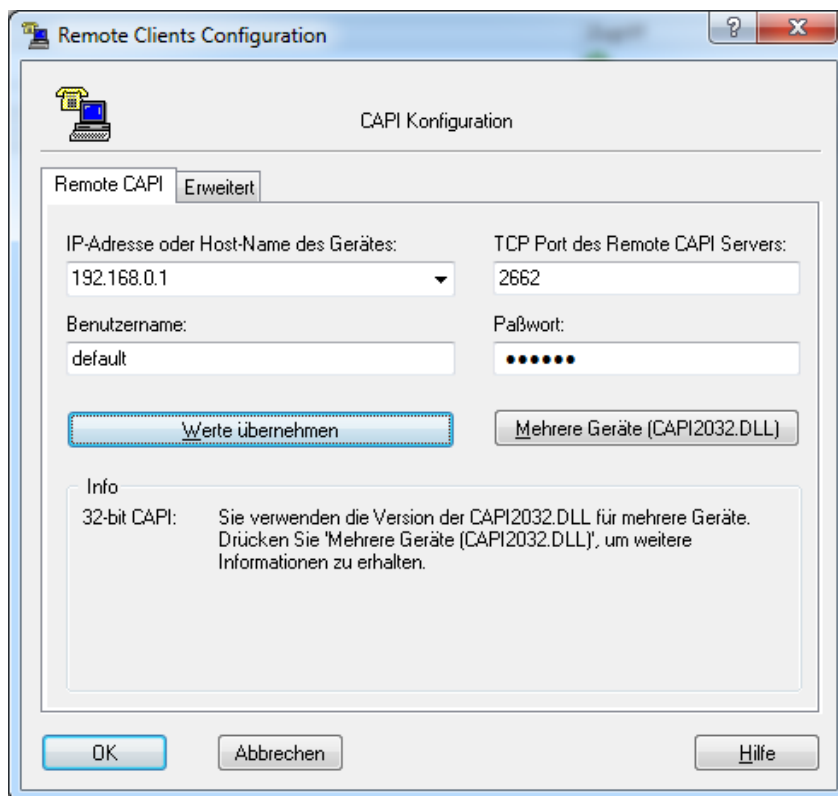 Remote Clients Configuration
CAPI Konfiguration
Remote CAPI
Erweitert
IP-Adresse oder Host-Name des Gerätes:
TCP Port des Remote CAPI Servers:
192.168.0.1
2662
Benutzername:
Paßwort:
default
●●●●●●
Werte übernehmen
Mehrere Geräte (CAPI2032.DLL)
Info
32-bit CAPI:
Sie verwenden die Version der CAPI2032.DLL für mehrere Geräte.
Drücken Sie 'Mehrere Geräte (CAPI2032.DLL)', um weitere
Informationen zu erhalten.
OK
Abbrechen
Hilfe